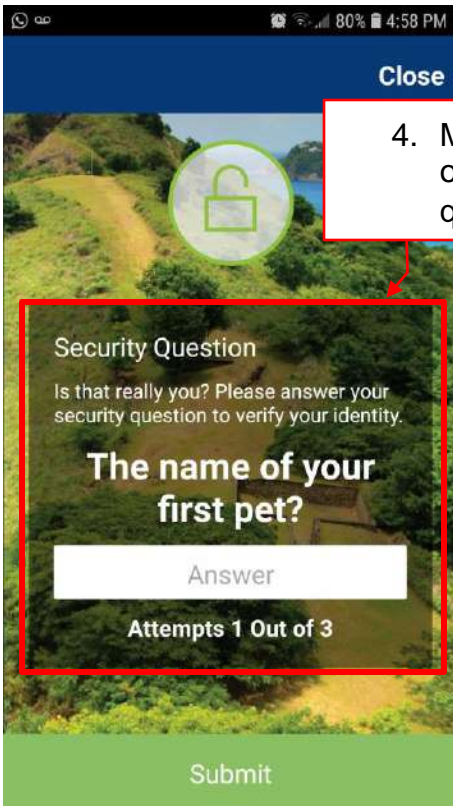 80% 4:58 PM
Close
4.
Security Question
Is that really you? Please answer your
security question to verify your identity.
The name of your
first pet?
Answer
Attempts 1 Out of 3
Submit